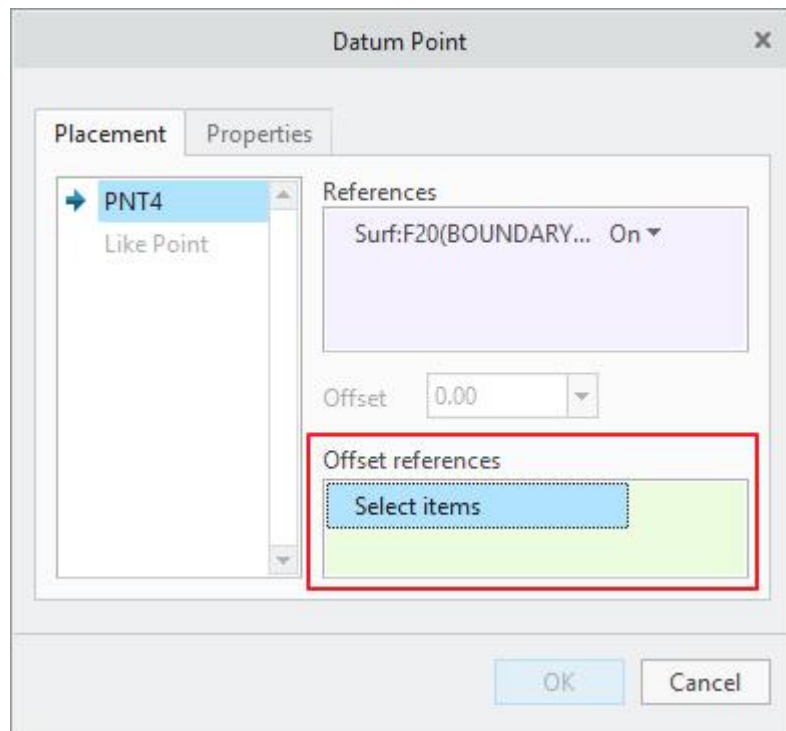 Datum Point
Placement Properties
PNT4
Like Point
References
Surf:F20(BOUNDARY... On
Offset 0.00
Offset references
Select items
OK Cancel